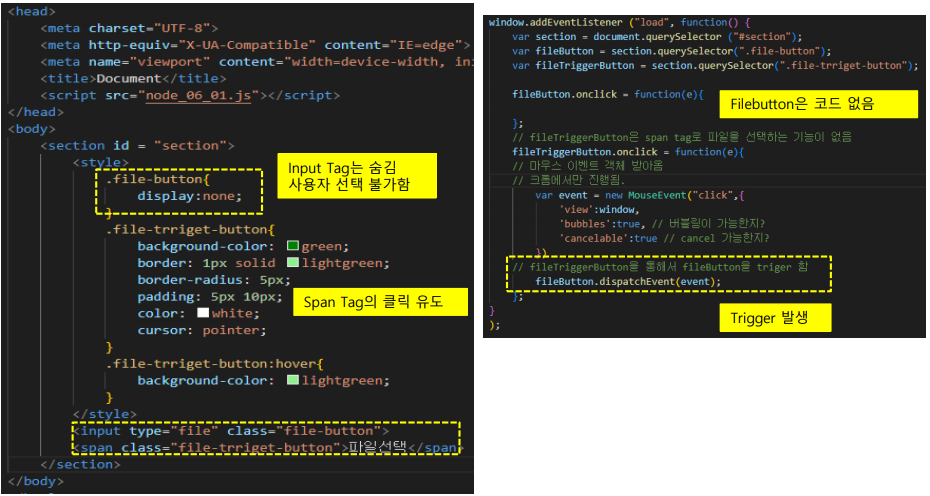 <head>
<meta charset="UTF-8">
<meta http-equiv="X-UA-Compatible" content="IE=edge">
<meta name="viewport" content="width=device-width, ini
<title>Document</title>
<script src="node_06_01.js"></script>
</head>
<body>
<section id = "section">
<style>
.file-button{
display:none;
}
.file-trriget-button{
background-color: green;
border: 1px solid lightgreen;
border-radius: 5px;
padding: 5px 10px;
color: white;
cursor: pointer;
}
.file-trriget-button:hover{
background-color: lightgreen;
}
</style>
<input type="file" class="file-button">
<span class="file-trriget-button">파일선택</span>
</section>
</body>
Input Tag는 숨김
사용자 선택 불가함
Span Tag의 클릭 유도
window.addEventListener ("load", function() {
var section = document.querySelector ("#section");
var fileButton = section.querySelector(".file-button");
var fileTriggerButton = section.querySelector(".file-trriget-button");
fileButton.onclick = function(e){
};
// fileTriggerButton은 span tag로 파일을 선택하는 기능이 없음
fileTriggerButton.onclick = function(e){
// 마우스 이벤트 객체 받아옴
// 크롬에서만 진행됨.
var event = new MouseEvent("click",{
'view':window,
'bubbles':true, // 버블링이 가능한지?
'cancelable':true // cancel 가능한지?
})
// fileTriggerButton을 통해서 fileButton을 triger 함
fileButton.dispatchEvent(event);
};
}
);
Filebutton은 코드 없음
Trigger 발생